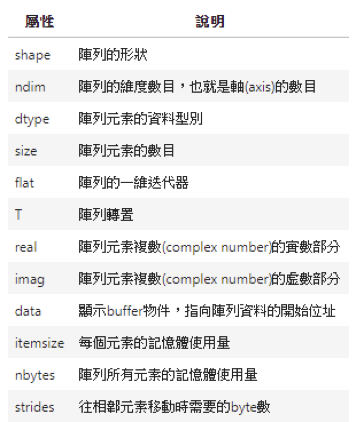 屬性 說明
shape 陣列的形狀
ndim 陣列的維度數目，也就是軸(axis)的數目
dtype 陣列元素的資料型別
size 陣列元素的數目
flat 陣列的一維迭代器
T 陣列轉置
real 陣列元素複數(complex number)的實數部分
imag 陣列元素複數(complex number)的虛數部分
data 顯示buffer物件，指向陣列資料的開始位址
itemsize 每個元素的記憶體使用量
nbytes 陣列所有元素的記憶體使用量
strides 往相鄰元素移動時需要的byte數